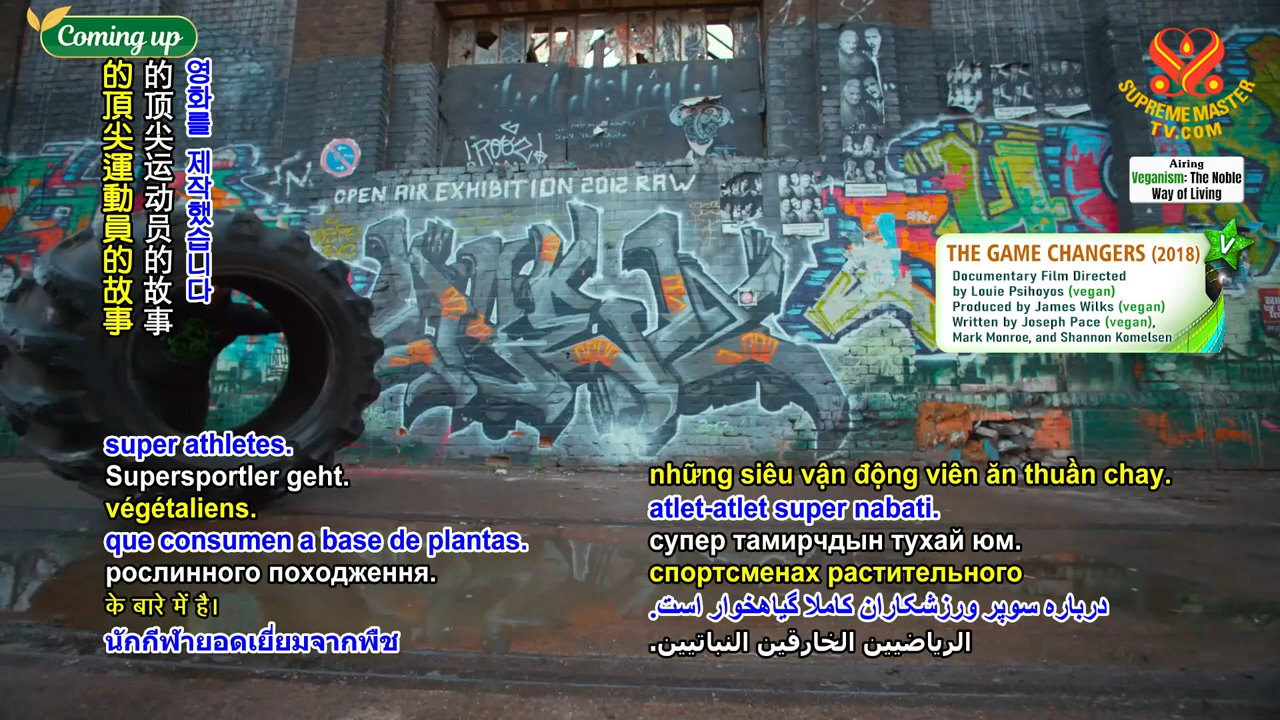 Coming up
영화를 제작했습니다
的顶尖运动员的故事
的頂尖運動員的故事
ROOZ
OPEN AIR EXHIBITION 2012 RAW
SUPREME MASTER
TV.COM
Airing
Veganism: The Noble
Way of Living
THE GAME CHANGERS (2018)
Documentary Film Directed
by Louie Psihoyos (vegan)
Produced by James Wilks (vegan)
Written by Joseph Pace (vegan),
Mark Monroe, and Shannon Komelsen
super athletes.
Supersportler geht.
végétaliens.
que consumen a base de plantas.
рослинного походження.
के बारे में है।
นักกีฬายอดเยี่ยมจากพืช
những siêu vận động viên ăn thuần chay.
atlet-atlet super nabati.
супер тамирчдын тухай юм.
спортсменах растительного
درباره سوپر ورزشکاران کاملا گیاهخوار است.
الرياضيين الخارقين النباتيين.